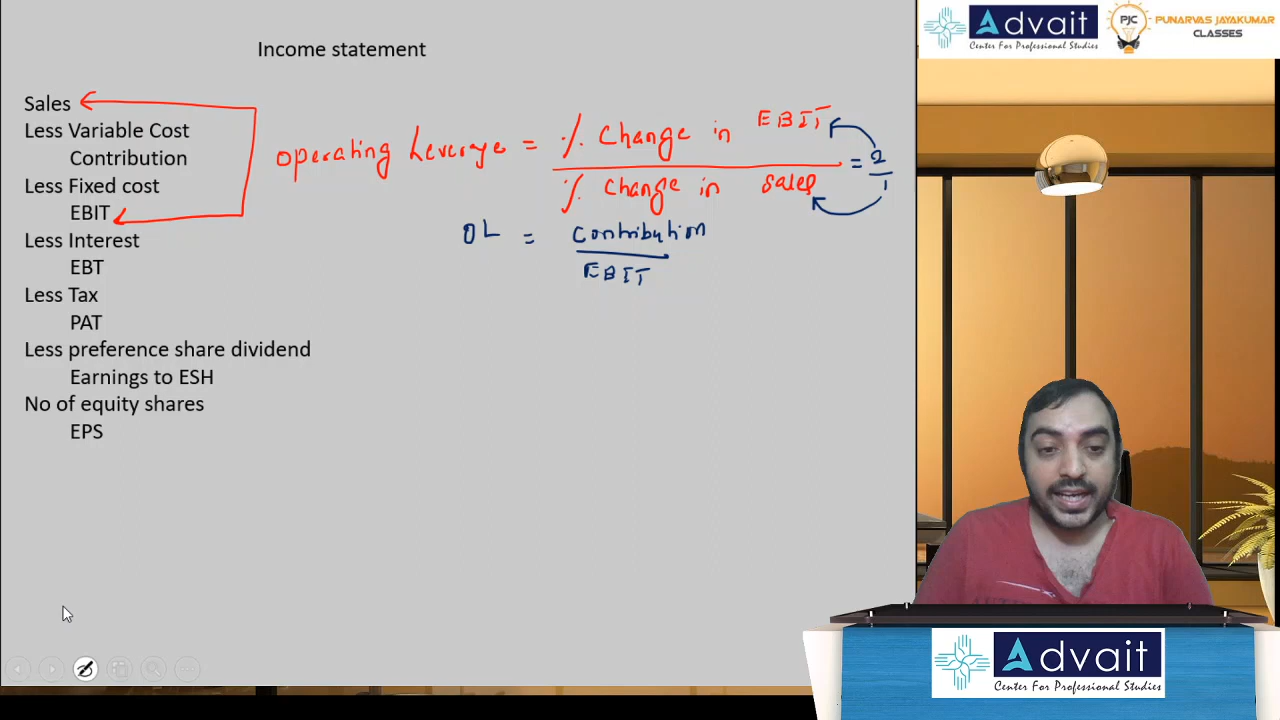 Income statement
Sales
Less Variable Cost
Contribution
Less Fixed cost
EBIT
Less Interest
EBT
Less Tax
PAT
Less preference share dividend
Earnings to ESH
No of equity shares
EPS
Operating Leverage = % Change in EBIT / % Change in sales = 2/1
OL = Contribution / EBIT
Advait
Center For Professional Studies
PJC
PUNARVAS JAYAKUMAR
CLASSES
Advait
Center For Professional Studies